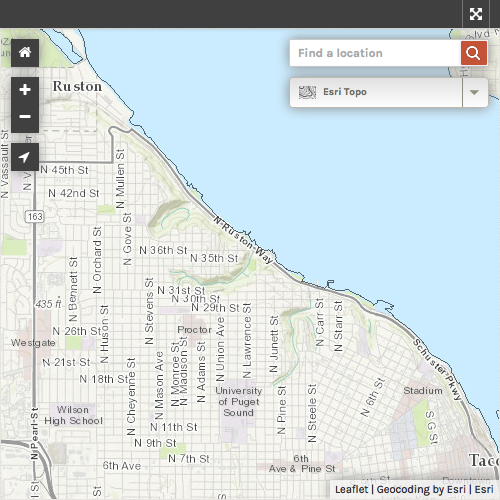 Find a location
Esri Topo
+
−
Ruston
N 45th St
N 42nd St
N Mullen St
N Vassault St
163
N Gove St
N Orchard St
N Bennett St
N Ruston Way
N 36th St
N 35th St
N 31st St
N 30th St
N 29th St
435 ft
N Huson St
N Stevens St
N Carr St
N Starr St
N 26th St
Proctor
Westgate
N Union Ave
N Lawrence St
N Junett St
Schuster Pkwy
N 21st St
N Mason Ave
N Monroe St
N Madison St
N Adams St
N 18th St
N Cheyenne St
University
of Puget
Sound
N Pine St
N Steele St
N 6th St
Stadium
Wilson
High School
N Pearl St
S G St
N 11th St
N 9th St
N 7th St
6th Ave
6th
Ave & Pine St
Taco
Leaflet | Geocoding by Esri | Esri